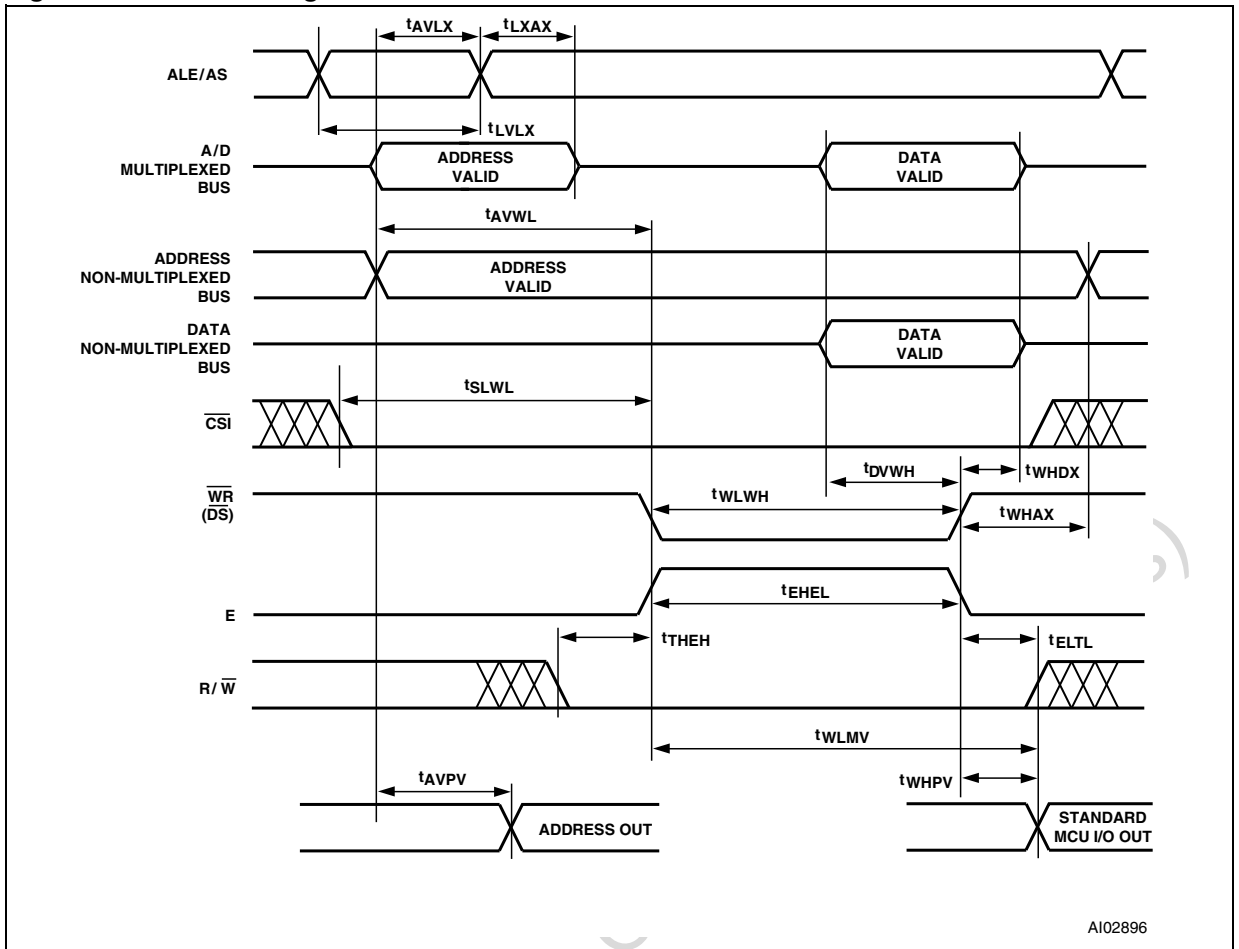 tAVLX
tLXAX
ALE/AS
tLVLX
A/D
MULTIPLEXED
BUS
ADDRESS
VALID
DATA
VALID
tAVWL
ADDRESS
NON-MULTIPLEXED
BUS
ADDRESS
VALID
DATA
NON-MULTIPLEXED
BUS
DATA
VALID
tSLWL
CSI
tDVWH
tWHDX
WR
(DS)
tWLWH
tWHAX
E
tEHEL
tTHEH
tELTL
R/ W
tWLMV
tAVPV
tWHPV
ADDRESS OUT
STANDARD
MCU I/O OUT
AI02896